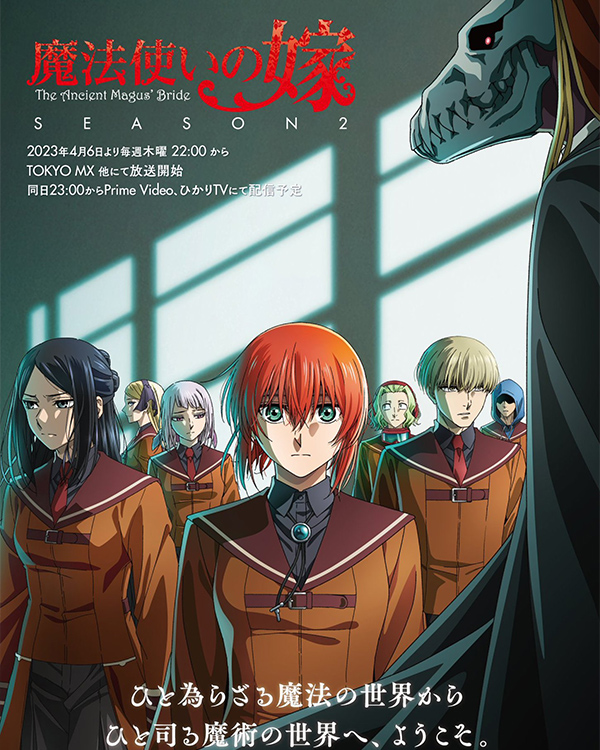 魔法使いの嫁
The Ancient Magus' Bride
SEASON2
2023年4月6日より毎週木曜 22:00 から
TOKYO MX 他にて放送開始
同日23:00からPrime Video、ひかりTVにて配信予定
ひと為らざる魔法の世界から
ひと司る魔術の世界へ、ようこそ。